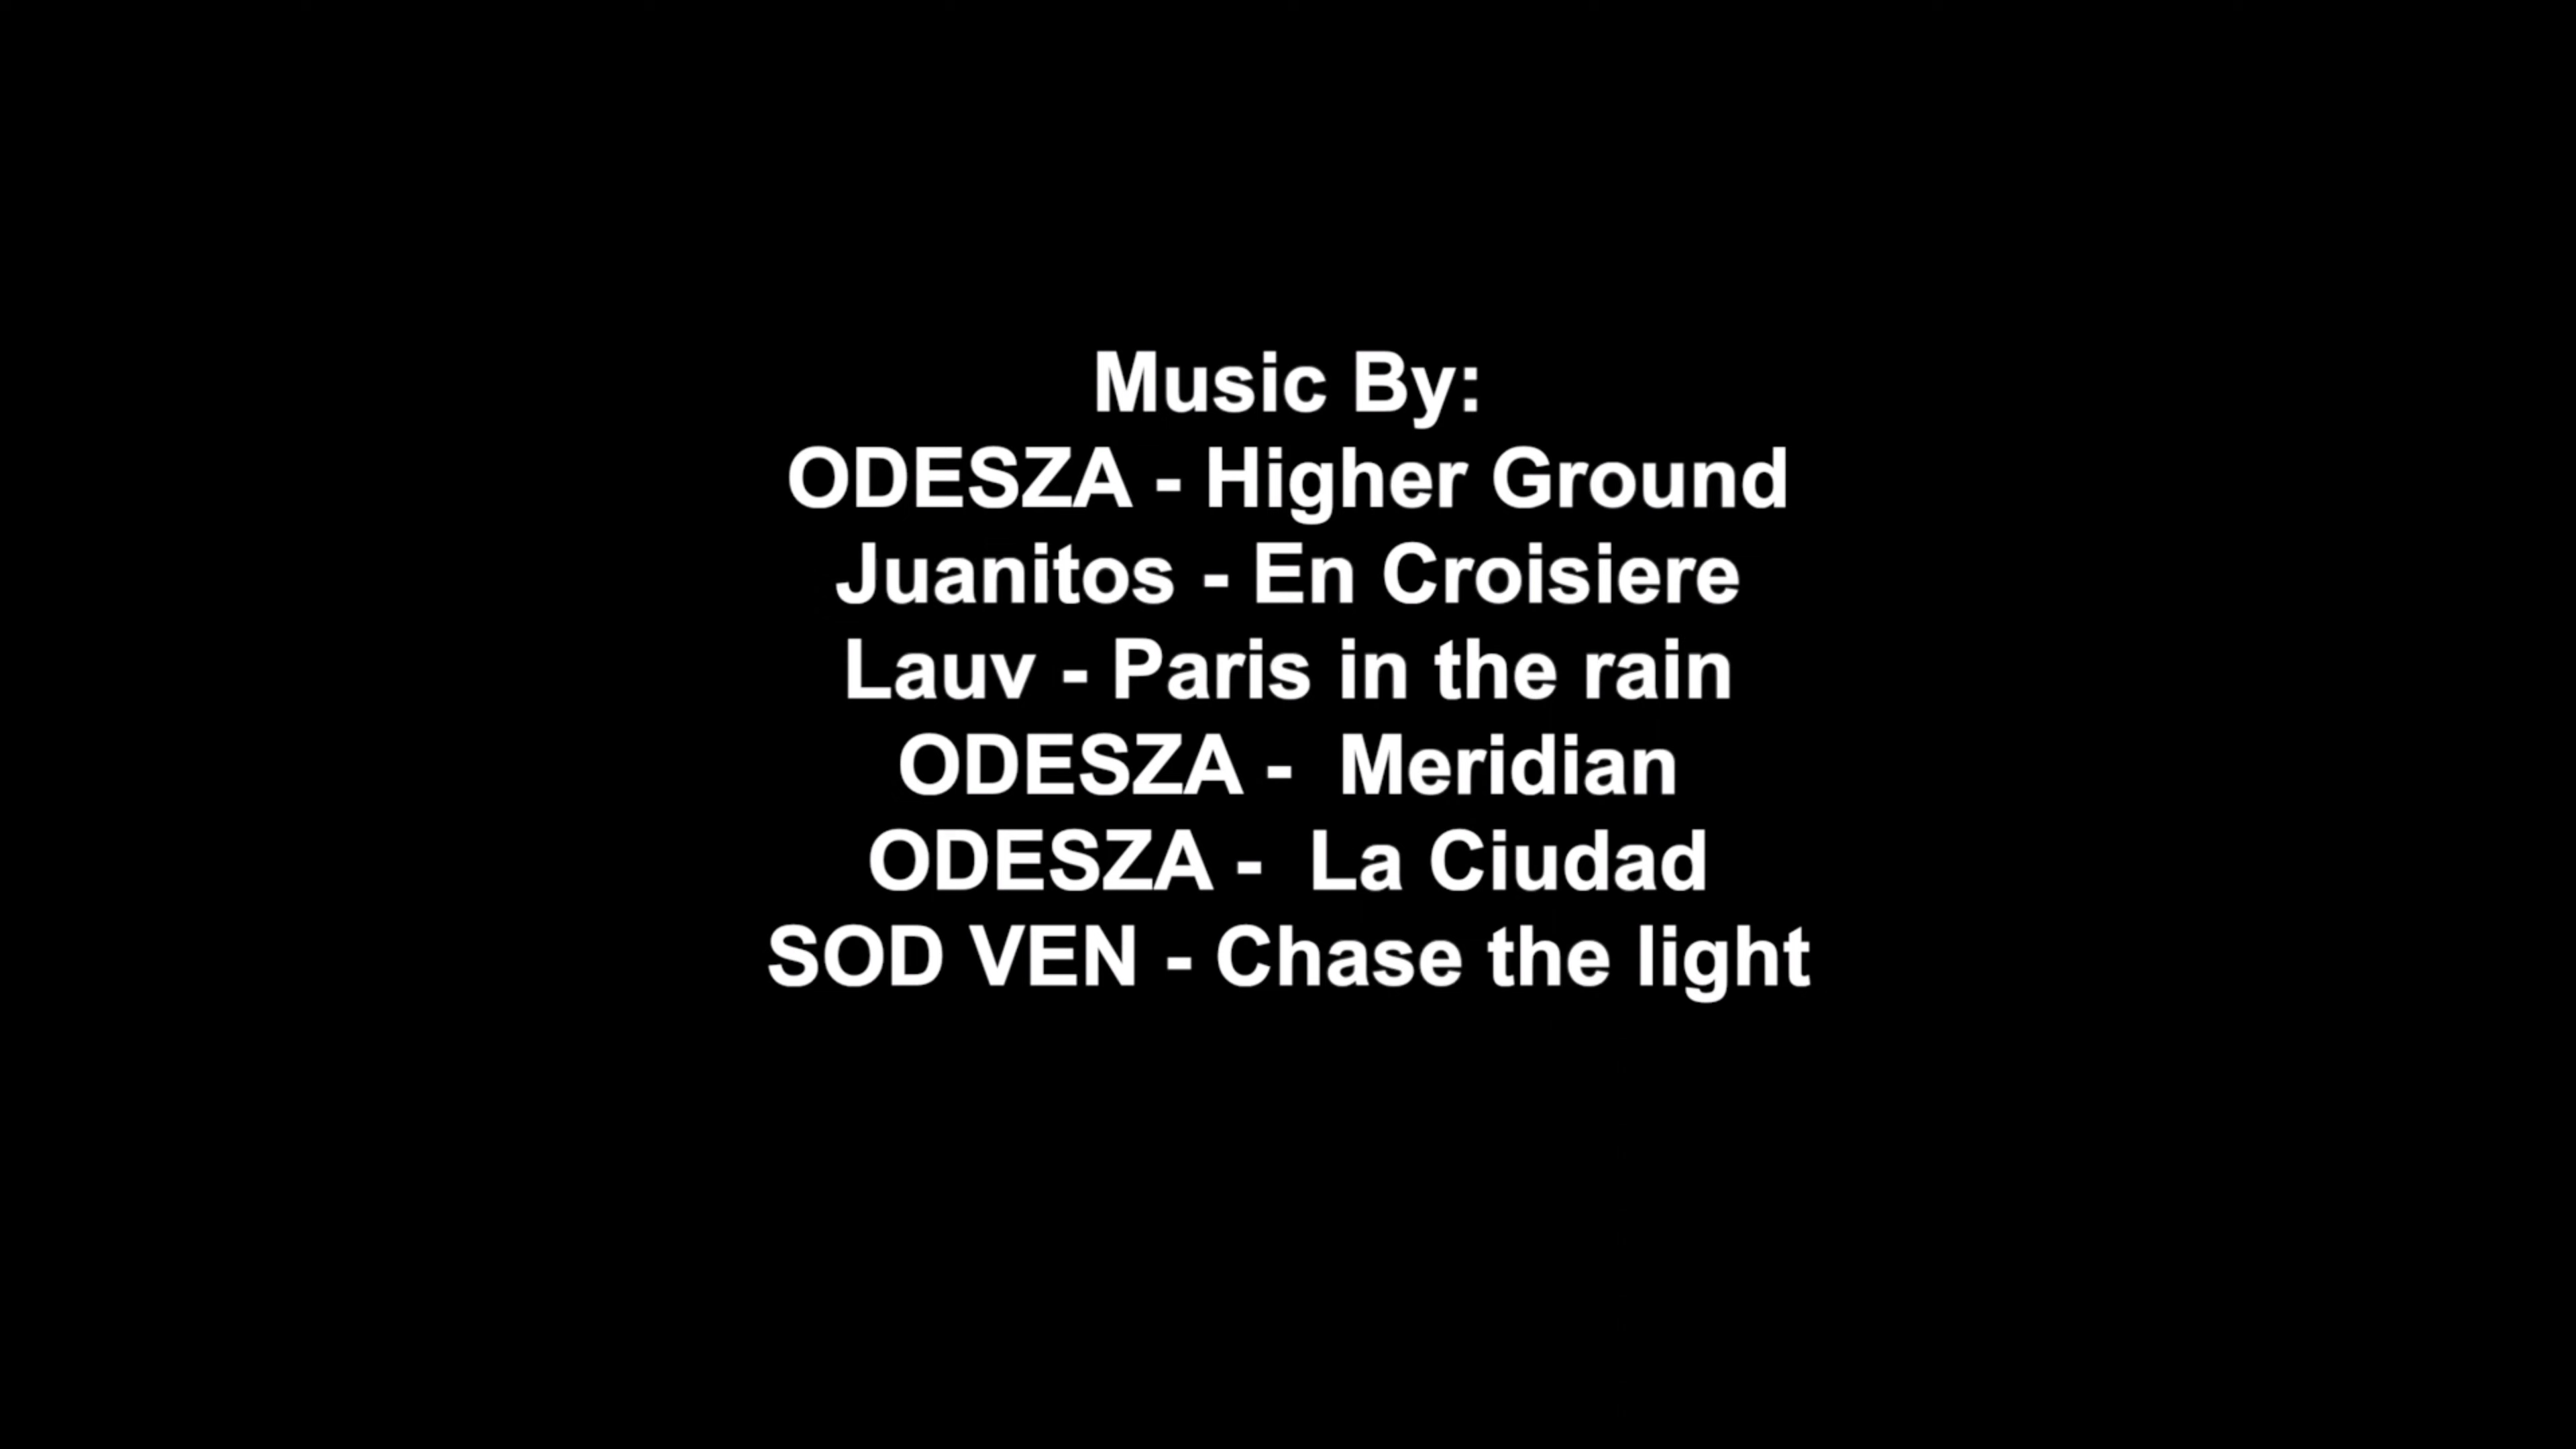 Music By:
ODESZA - Higher Ground
Juanitos - En Croisiere
Lauv - Paris in the rain
ODESZA -  Meridian
ODESZA -  La Ciudad
SOD VEN - Chase the light